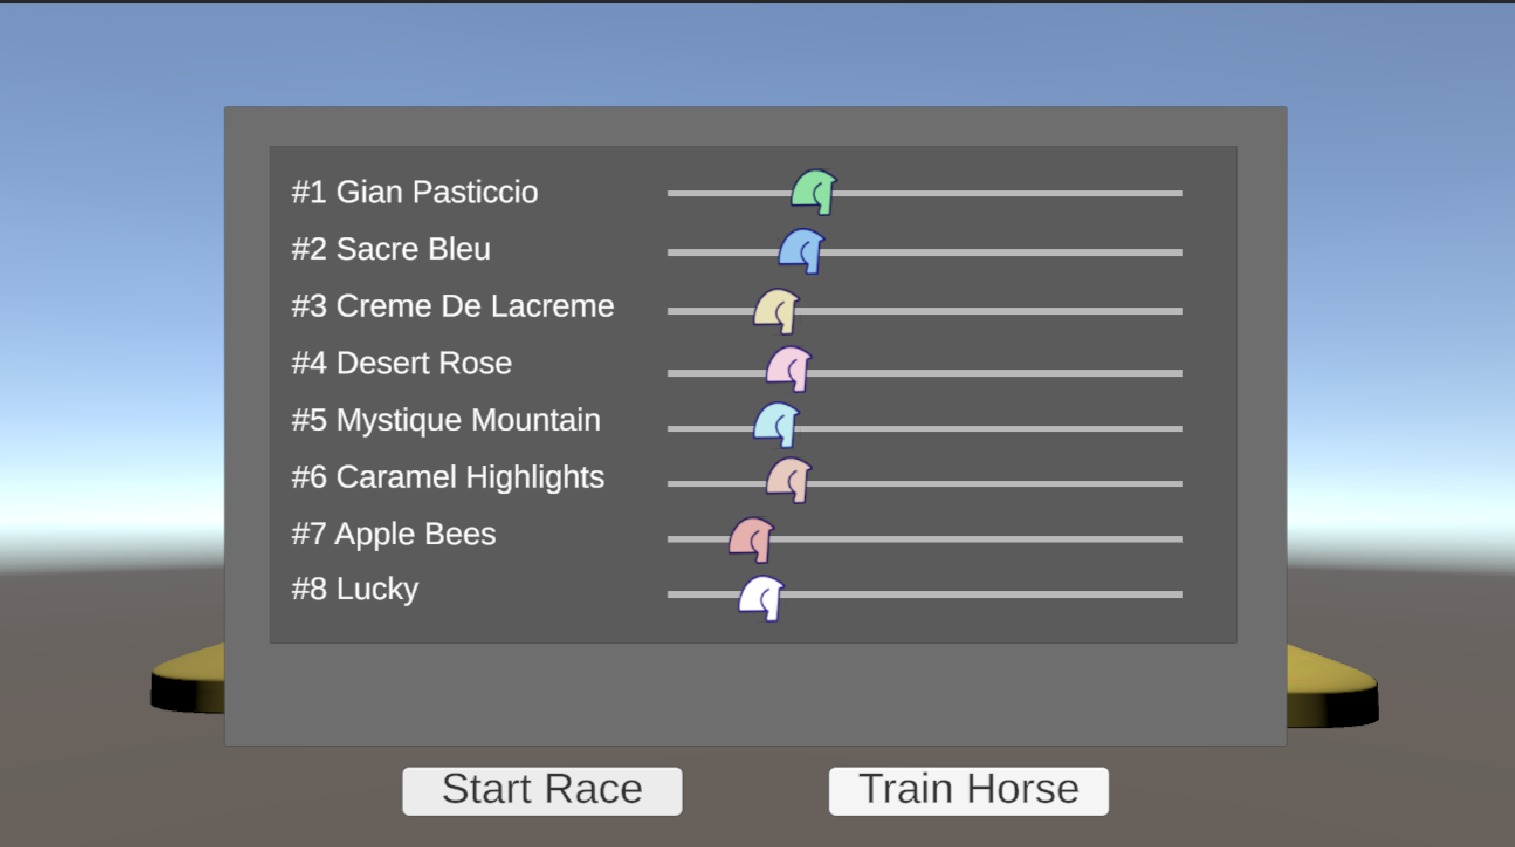 #1 Gian Pasticcio
#2 Sacre Bleu
#3 Creme De Lacreme
#4 Desert Rose
#5 Mystique Mountain
#6 Caramel Highlights
#7 Apple Bees
#8 Lucky
Start Race
Train Horse